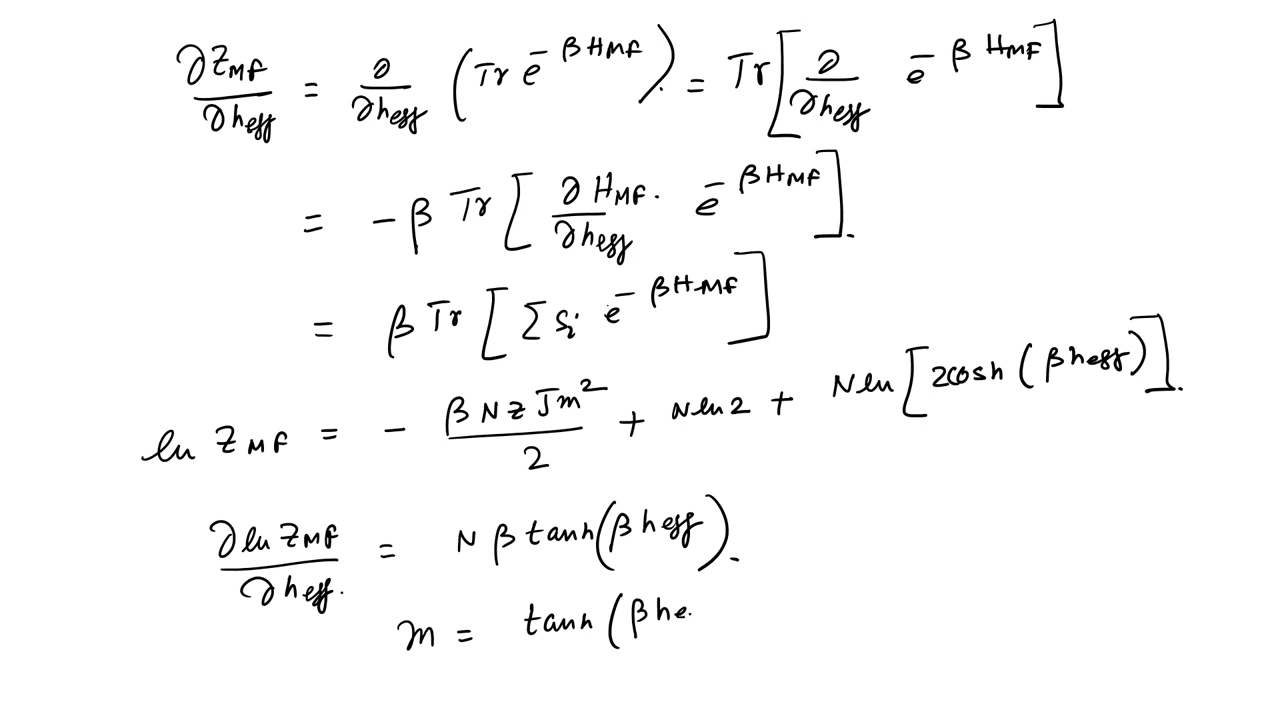 ∂Z_MF/∂h_eff = ∂/∂h_eff (Tr e^{-βH_MF}) = Tr[∂/∂h_eff e^{-βH_MF}]
= -β Tr[∂H_MF/∂h_eff · e^{-βH_MF}].
= β Tr[Σ S_i e^{-βH_MF}]
ln Z_MF = - βNzJm²/2 + N ln 2 + N ln[2cosh(βh_eff)].
∂ ln Z_MF/∂h_eff. = Nβ tanh(βh_eff).
m = tanh(βhe.